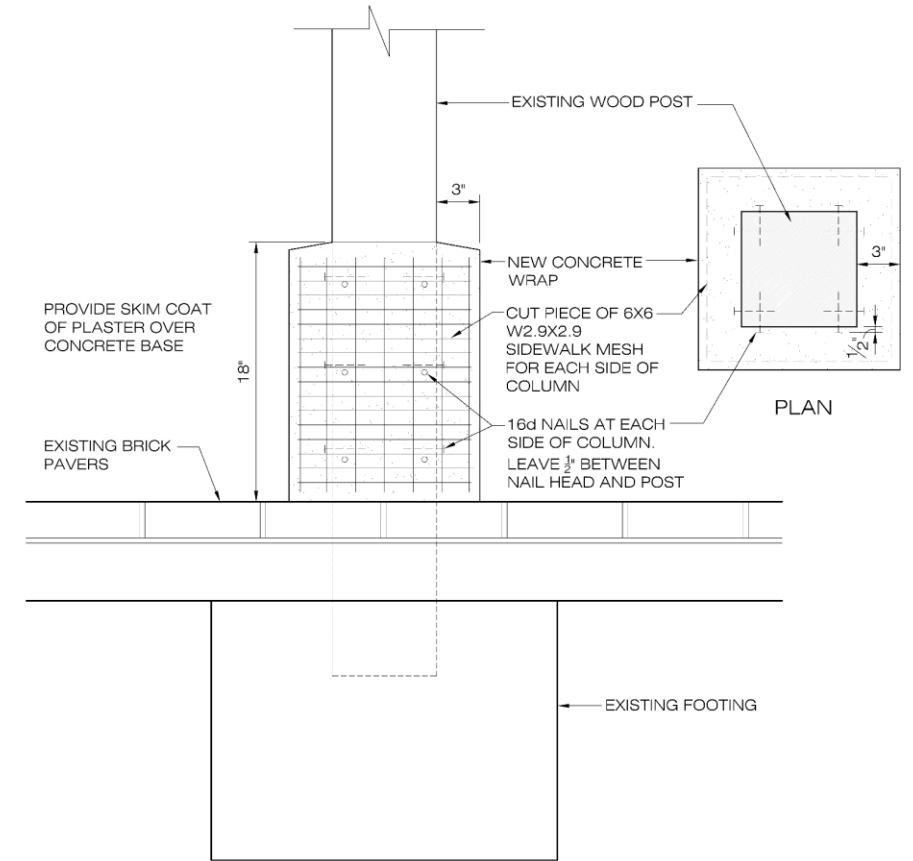 EXISTING WOOD POST
3"
3"
NEW CONCRETE
WRAP
PROVIDE SKIM COAT
OF PLASTER OVER
CONCRETE BASE
CUT PIECE OF 6X6
W2.9X2.9
SIDEWALK MESH
FOR EACH SIDE OF
COLUMN
1/2"
18"
PLAN
16d NAILS AT EACH
SIDE OF COLUMN.
LEAVE 1/2" BETWEEN
NAIL HEAD AND POST
EXISTING BRICK
PAVERS
EXISTING FOOTING